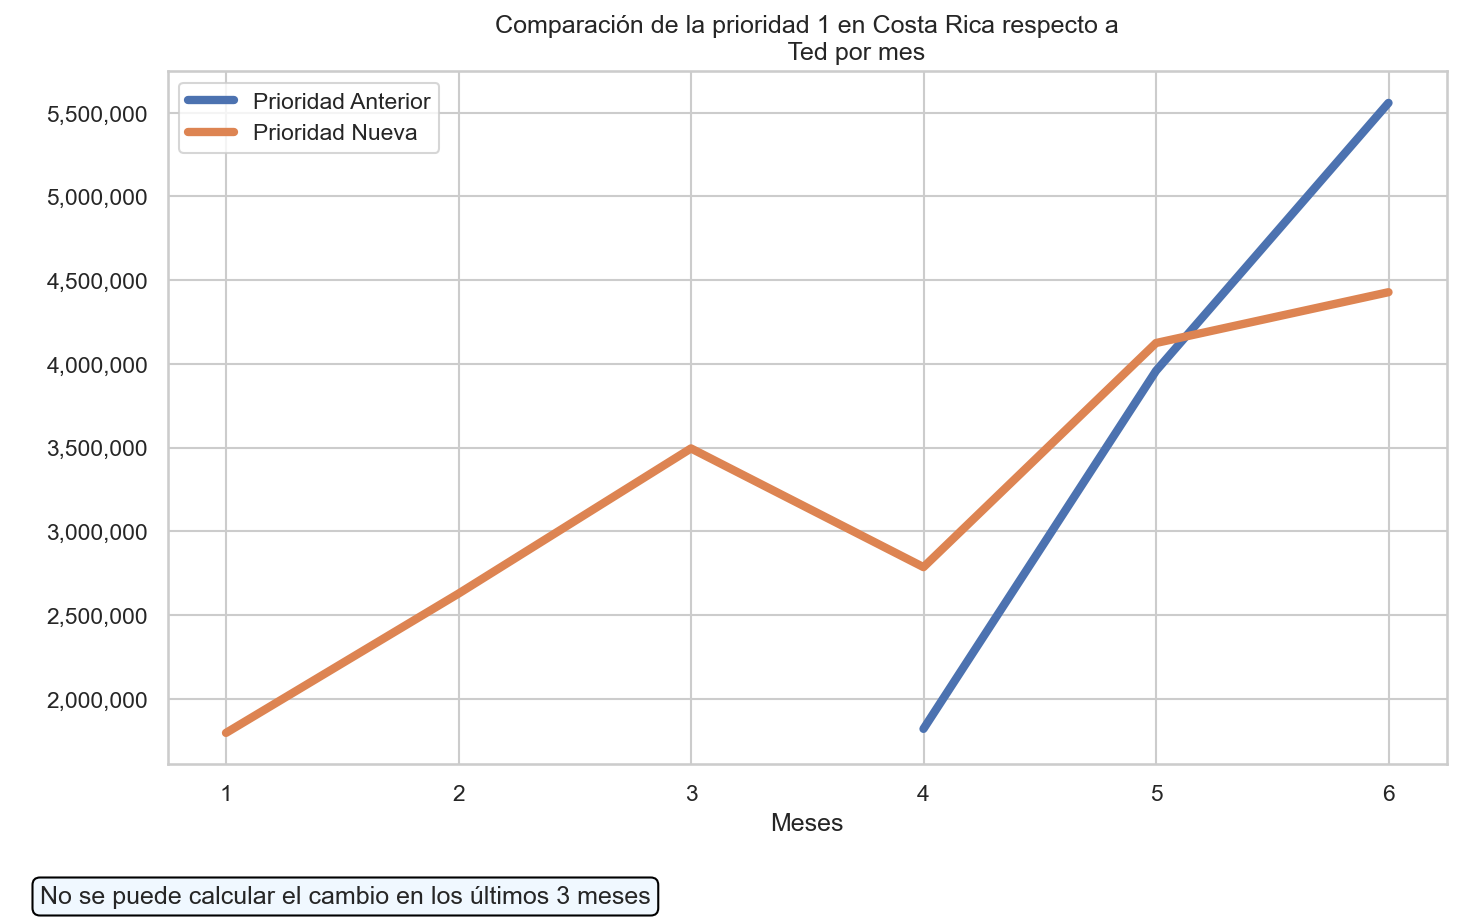 Comparación de la prioridad 1 en Costa Rica respecto a
Ted por mes
Prioridad Anterior
Prioridad Nueva
5,500,000
5,000,000
4,500,000
4,000,000
3,500,000
3,000,000
2,500,000
2,000,000
1 2 3 4 5 6
Meses
No se puede calcular el cambio en los últimos 3 meses